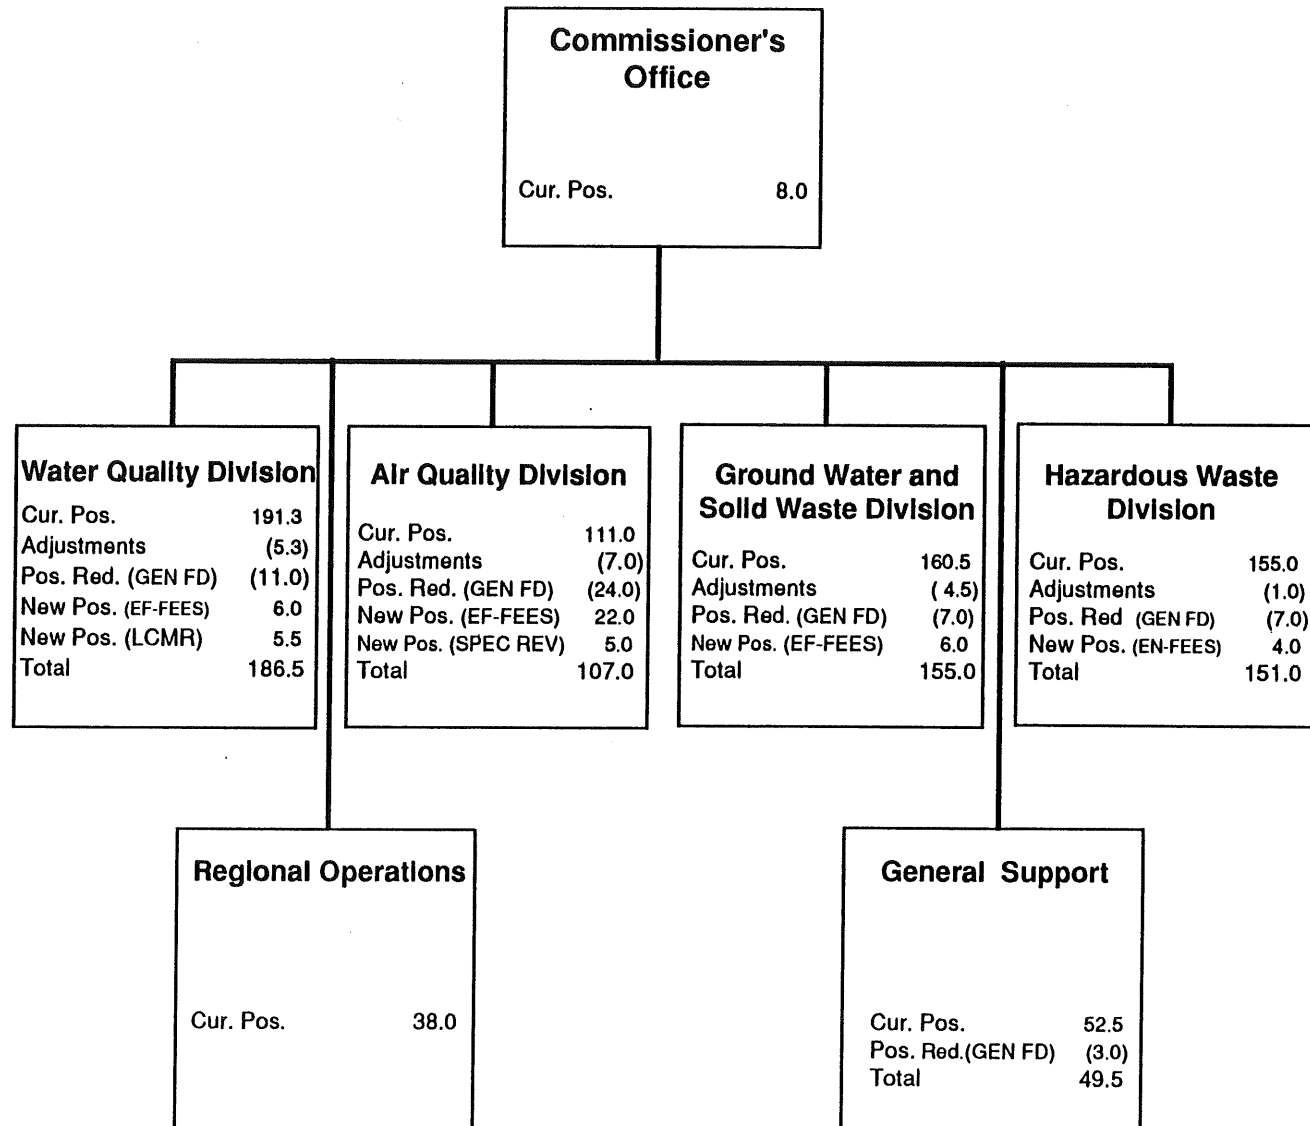 Commissioner's
Office
Cur. Pos. 8.0
Water Quality Division
Cur. Pos. 191.3
Adjustments (5.3)
Pos. Red. (GEN FD) (11.0)
New Pos. (EF-FEES) 6.0
New Pos. (LCMR) 5.5
Total 186.5
Air Quality Division
Cur. Pos. 111.0
Adjustments (7.0)
Pos. Red. (GEN FD) (24.0)
New Pos. (EF-FEES) 22.0
New Pos. (SPEC REV) 5.0
Total 107.0
Ground Water and
Solid Waste Division
Cur. Pos. 160.5
Adjustments ( 4.5)
Pos. Red. (GEN FD) (7.0)
New Pos. (EF-FEES) 6.0
Total 155.0
Hazardous Waste
Division
Cur. Pos. 155.0
Adjustments (1.0)
Pos. Red (GEN FD) (7.0)
New Pos. (EN-FEES) 4.0
Total 151.0
Regional Operations
Cur. Pos. 38.0
General Support
Cur. Pos. 52.5
Pos. Red.(GEN FD) (3.0)
Total 49.5